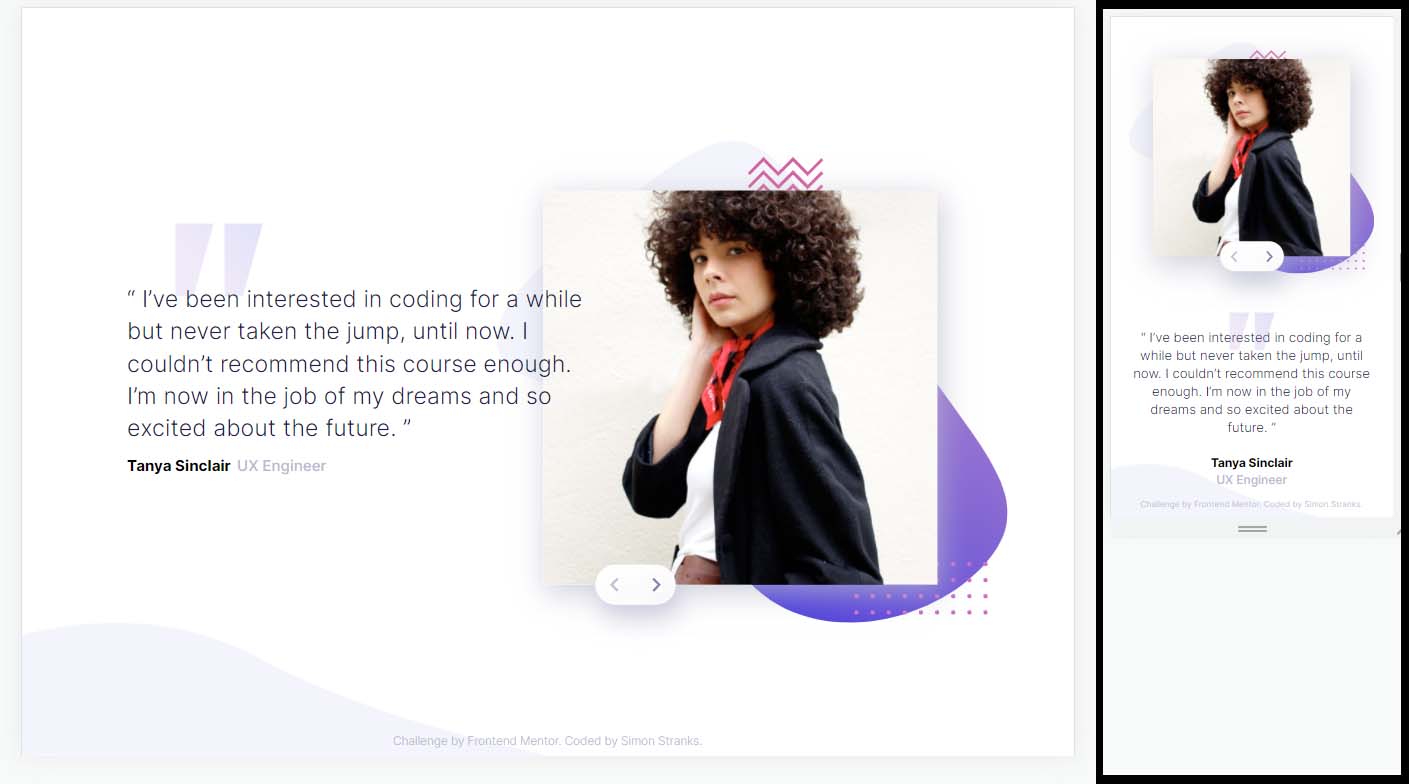 “ I’ve been interested in coding for a while
but never taken the jump, until now. I
couldn’t recommend this course enough.
I’m now in the job of my dreams and so
excited about the future. ”
Tanya Sinclair UX Engineer
Challenge by Frontend Mentor. Coded by Simon Stranks.
“ I’ve been interested in coding for a
while but never taken the jump, until
now. I couldn’t recommend this course
enough. I’m now in the job of my
dreams and so excited about the
future. ”
Tanya Sinclair
UX Engineer
Challenge by Frontend Mentor. Coded by Simon Stranks.